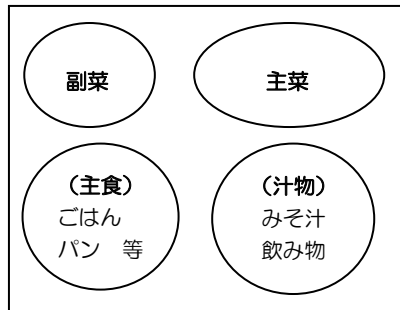 副菜
主菜
（主食）
ごはん
パン　等
（汁物）
みそ汁
飲み物